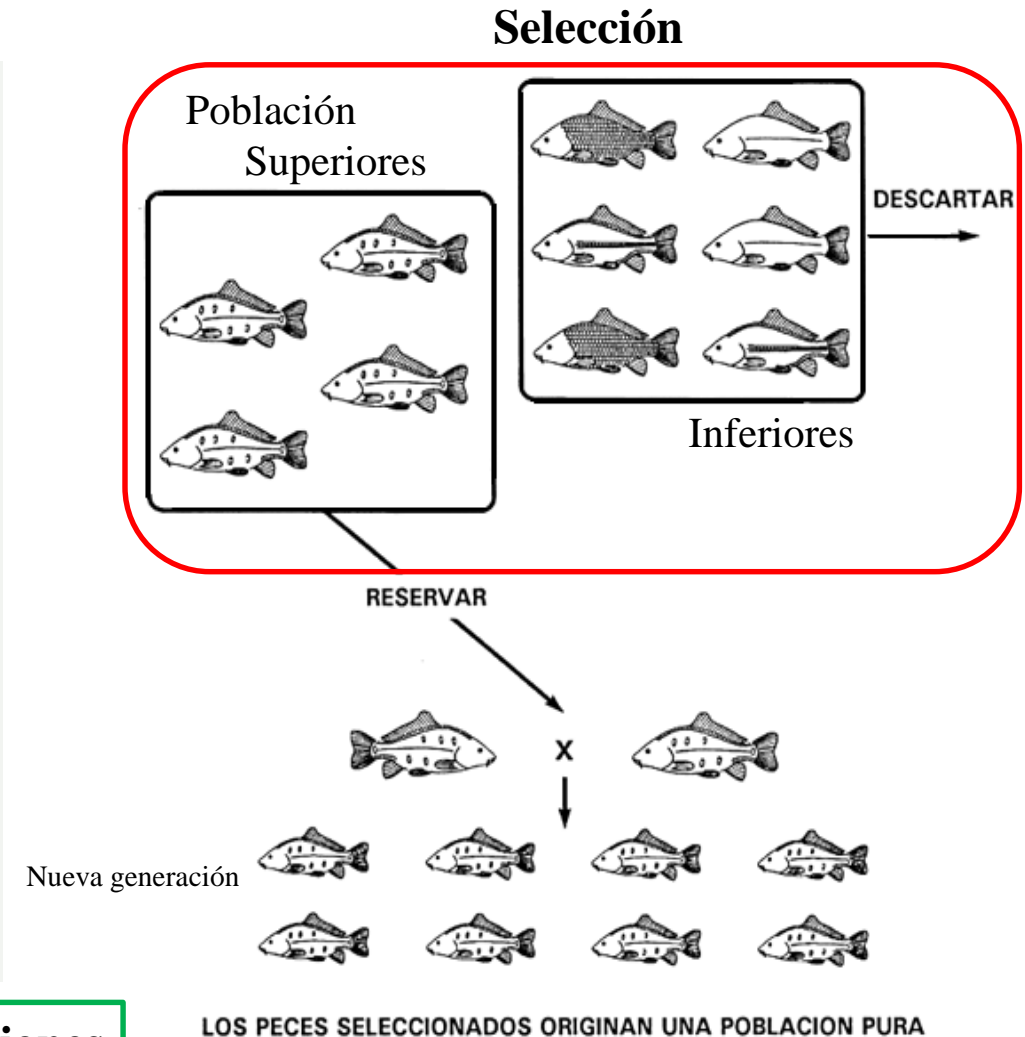 Selección
Población
Superiores
DESCARTAR
Inferiores
RESERVAR
X
Nueva generación
LOS PECES SELECCIONADOS ORIGINAN UNA POBLACION PURA